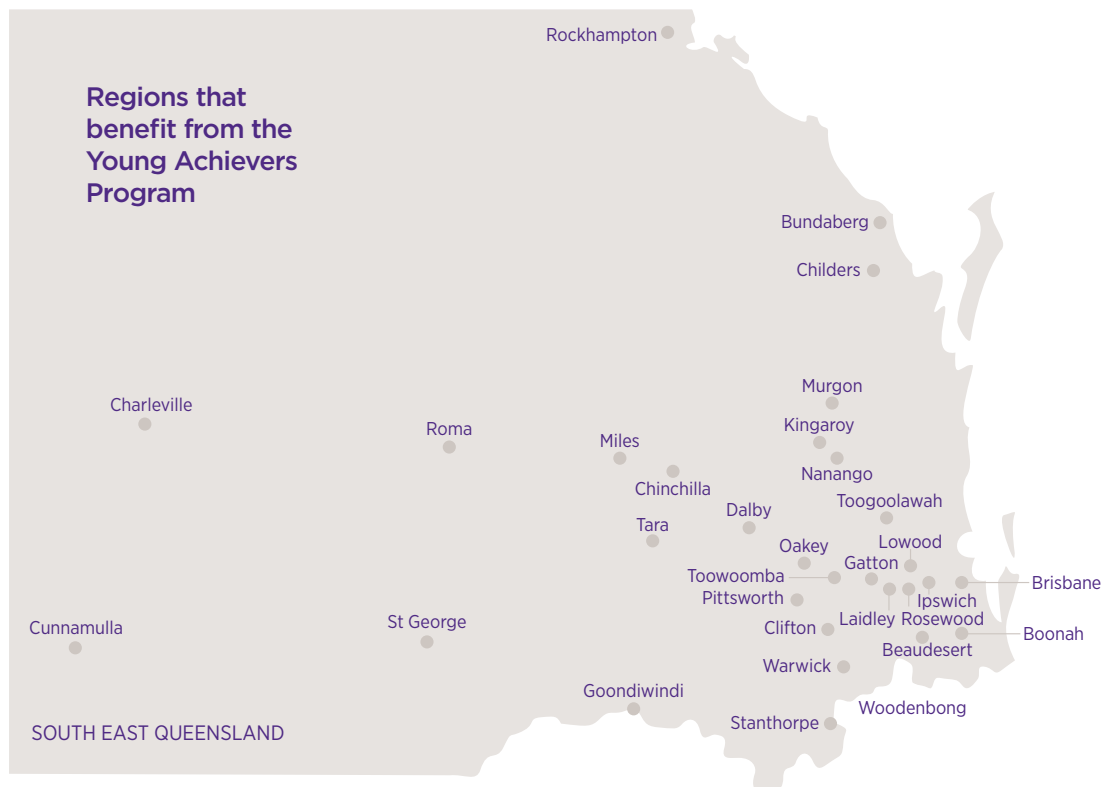 Rockhampton
Regions that
benefit from the
Young Achievers
Program
Bundaberg
Childers
Murgon
Charleville
Kingaroy
Roma
Miles
Nanango
Chinchilla
Toogoolawah
Dalby
Tara
Lowood
Oakey
Gatton
Toowoomba
Brisbane
Pittsworth
Ipswich
Laidley
Rosewood
St George
Cunnamulla
Clifton
Boonah
Beaudesert
Warwick
Goondiwindi
Woodenbong
Stanthorpe
SOUTH EAST QUEENSLAND